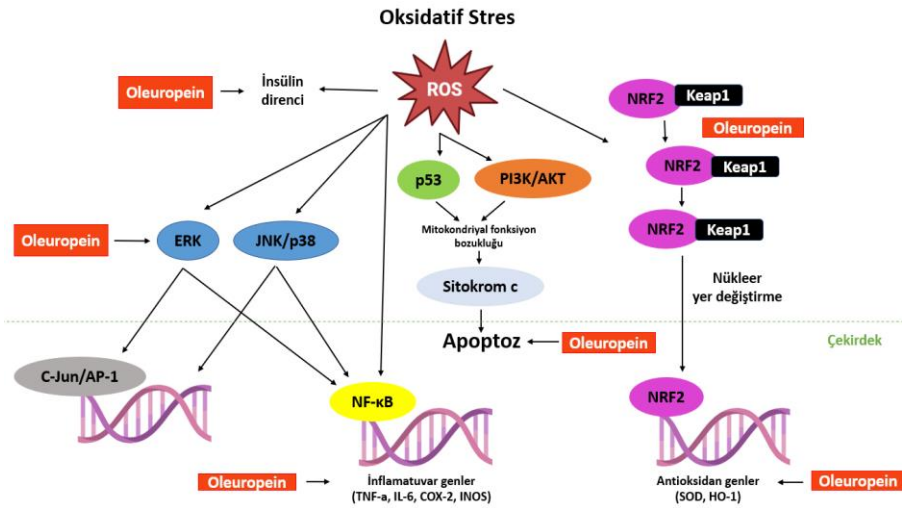 Oksidatif Stres
ROS
Oleuropein
İnsülin
direnci
NRF2
Keap1
Oleuropein
NRF2
Keap1
p53
PI3K/AKT
Mitokondriyal fonksiyon
bozukluğu
NRF2
Keap1
Oleuropein
ERK
JNK/p38
Sitokrom c
Nükleer
yer değiştirme
Apoptoz
Oleuropein
Çekirdek
C-Jun/AP-1
NF-κB
NRF2
Oleuropein
İnflamatuvar genler
(TNF-a, IL-6, COX-2, INOS)
Antioksidan genler
(SOD, HO-1)
Oleuropein